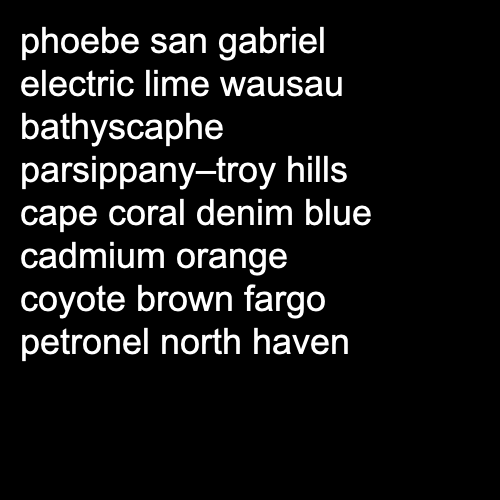 phoebe san gabriel
electric lime wausau
bathyscaphe
parsippany–troy hills
cape coral denim blue
cadmium orange
coyote brown fargo
petronel north haven